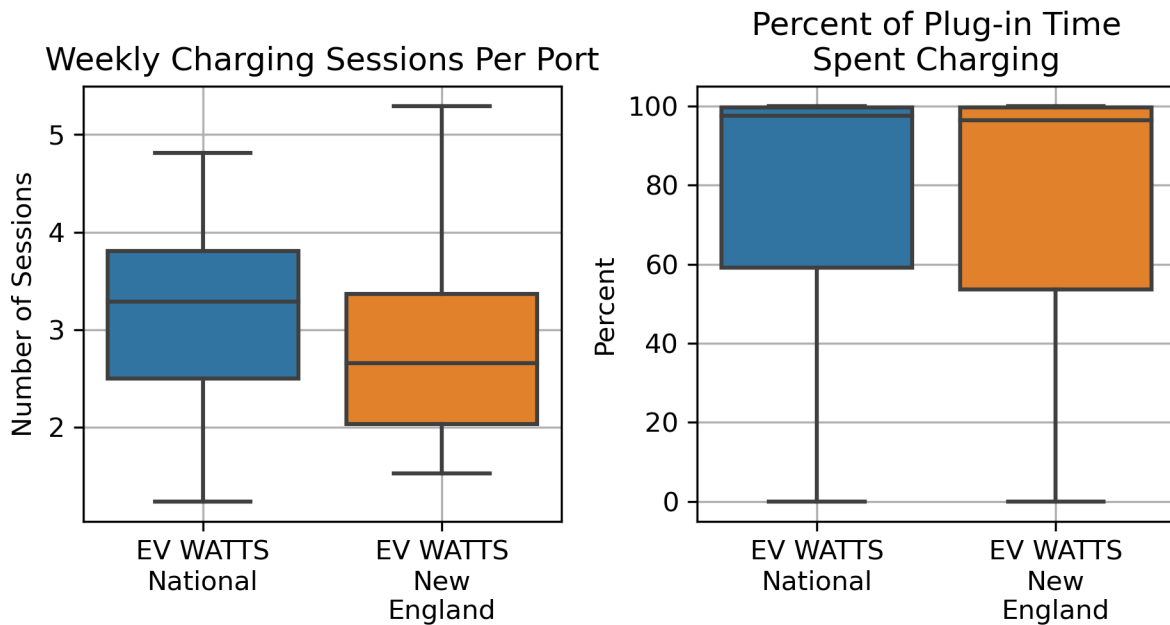 Weekly Charging Sessions Per Port
Number of Sessions
5
4
3
2
EV WATTS
National
EV WATTS
New
England
Percent of Plug-in Time
Spent Charging
Percent
100
80
60
40
20
0
EV WATTS
National
EV WATTS
New
England